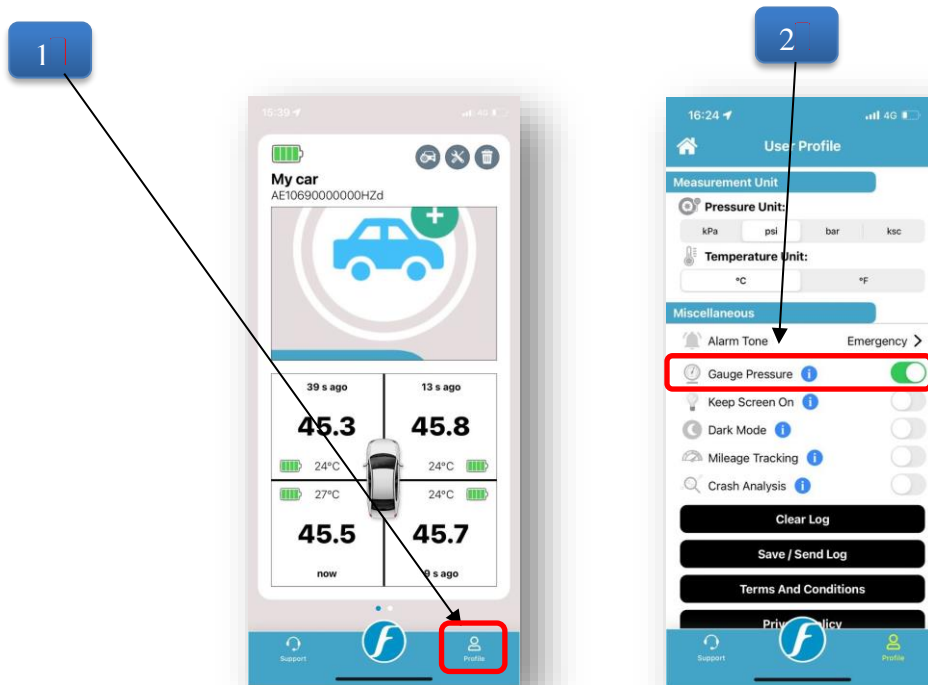 1
2
15:39
4G
My car
AE10690000000HZd
39 s ago
13 s ago
45.3
45.8
24°C
24°C
27°C
24°C
45.5
45.7
now
9 s ago
Support
Profile
16:24
4G
User Profile
Measurement Unit
Pressure Unit:
kPa psi bar ksc
Temperature Unit:
°C °F
Miscellaneous
Alarm Tone Emergency
Gauge Pressure
Keep Screen On
Dark Mode
Mileage Tracking
Crash Analysis
Clear Log
Save / Send Log
Terms And Conditions
Support
Profile